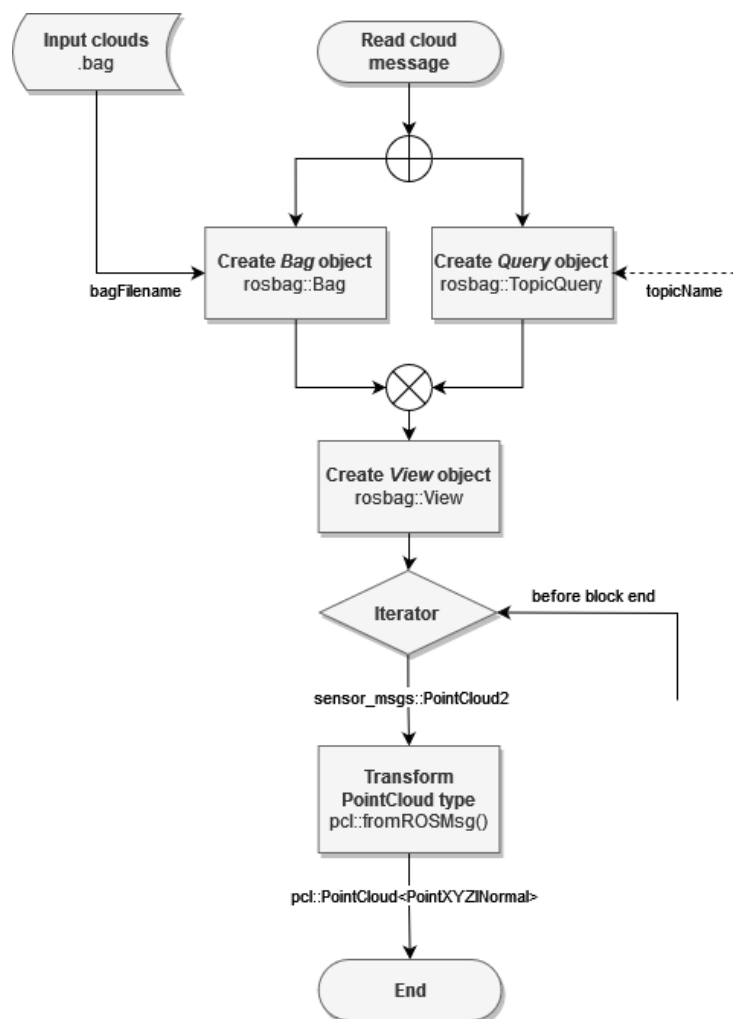 Input clouds
.bag
Read cloud
message
Create Bag object
rosbag::Bag
Create Query object
rosbag::TopicQuery
bagFilename
topicName
Create View object
rosbag::View
before block end
Iterator
sensor_msgs::PointCloud2
Transform
PointCloud type
pcl::fromROSMsg()
pcl::PointCloud<PointXYZINormal>
End